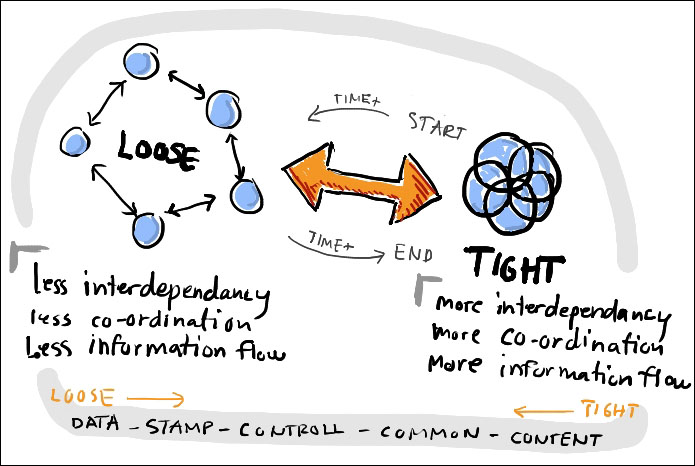 LOOSE
TIME+
START
TIME+
END
TIGHT
less interdependancy
less co-ordination
Less information flow
more interdependancy
more co-ordination
More information flow
LOOSE
TIGHT
DATA - STAMP - CONTROLL - COMMON - CONTENT